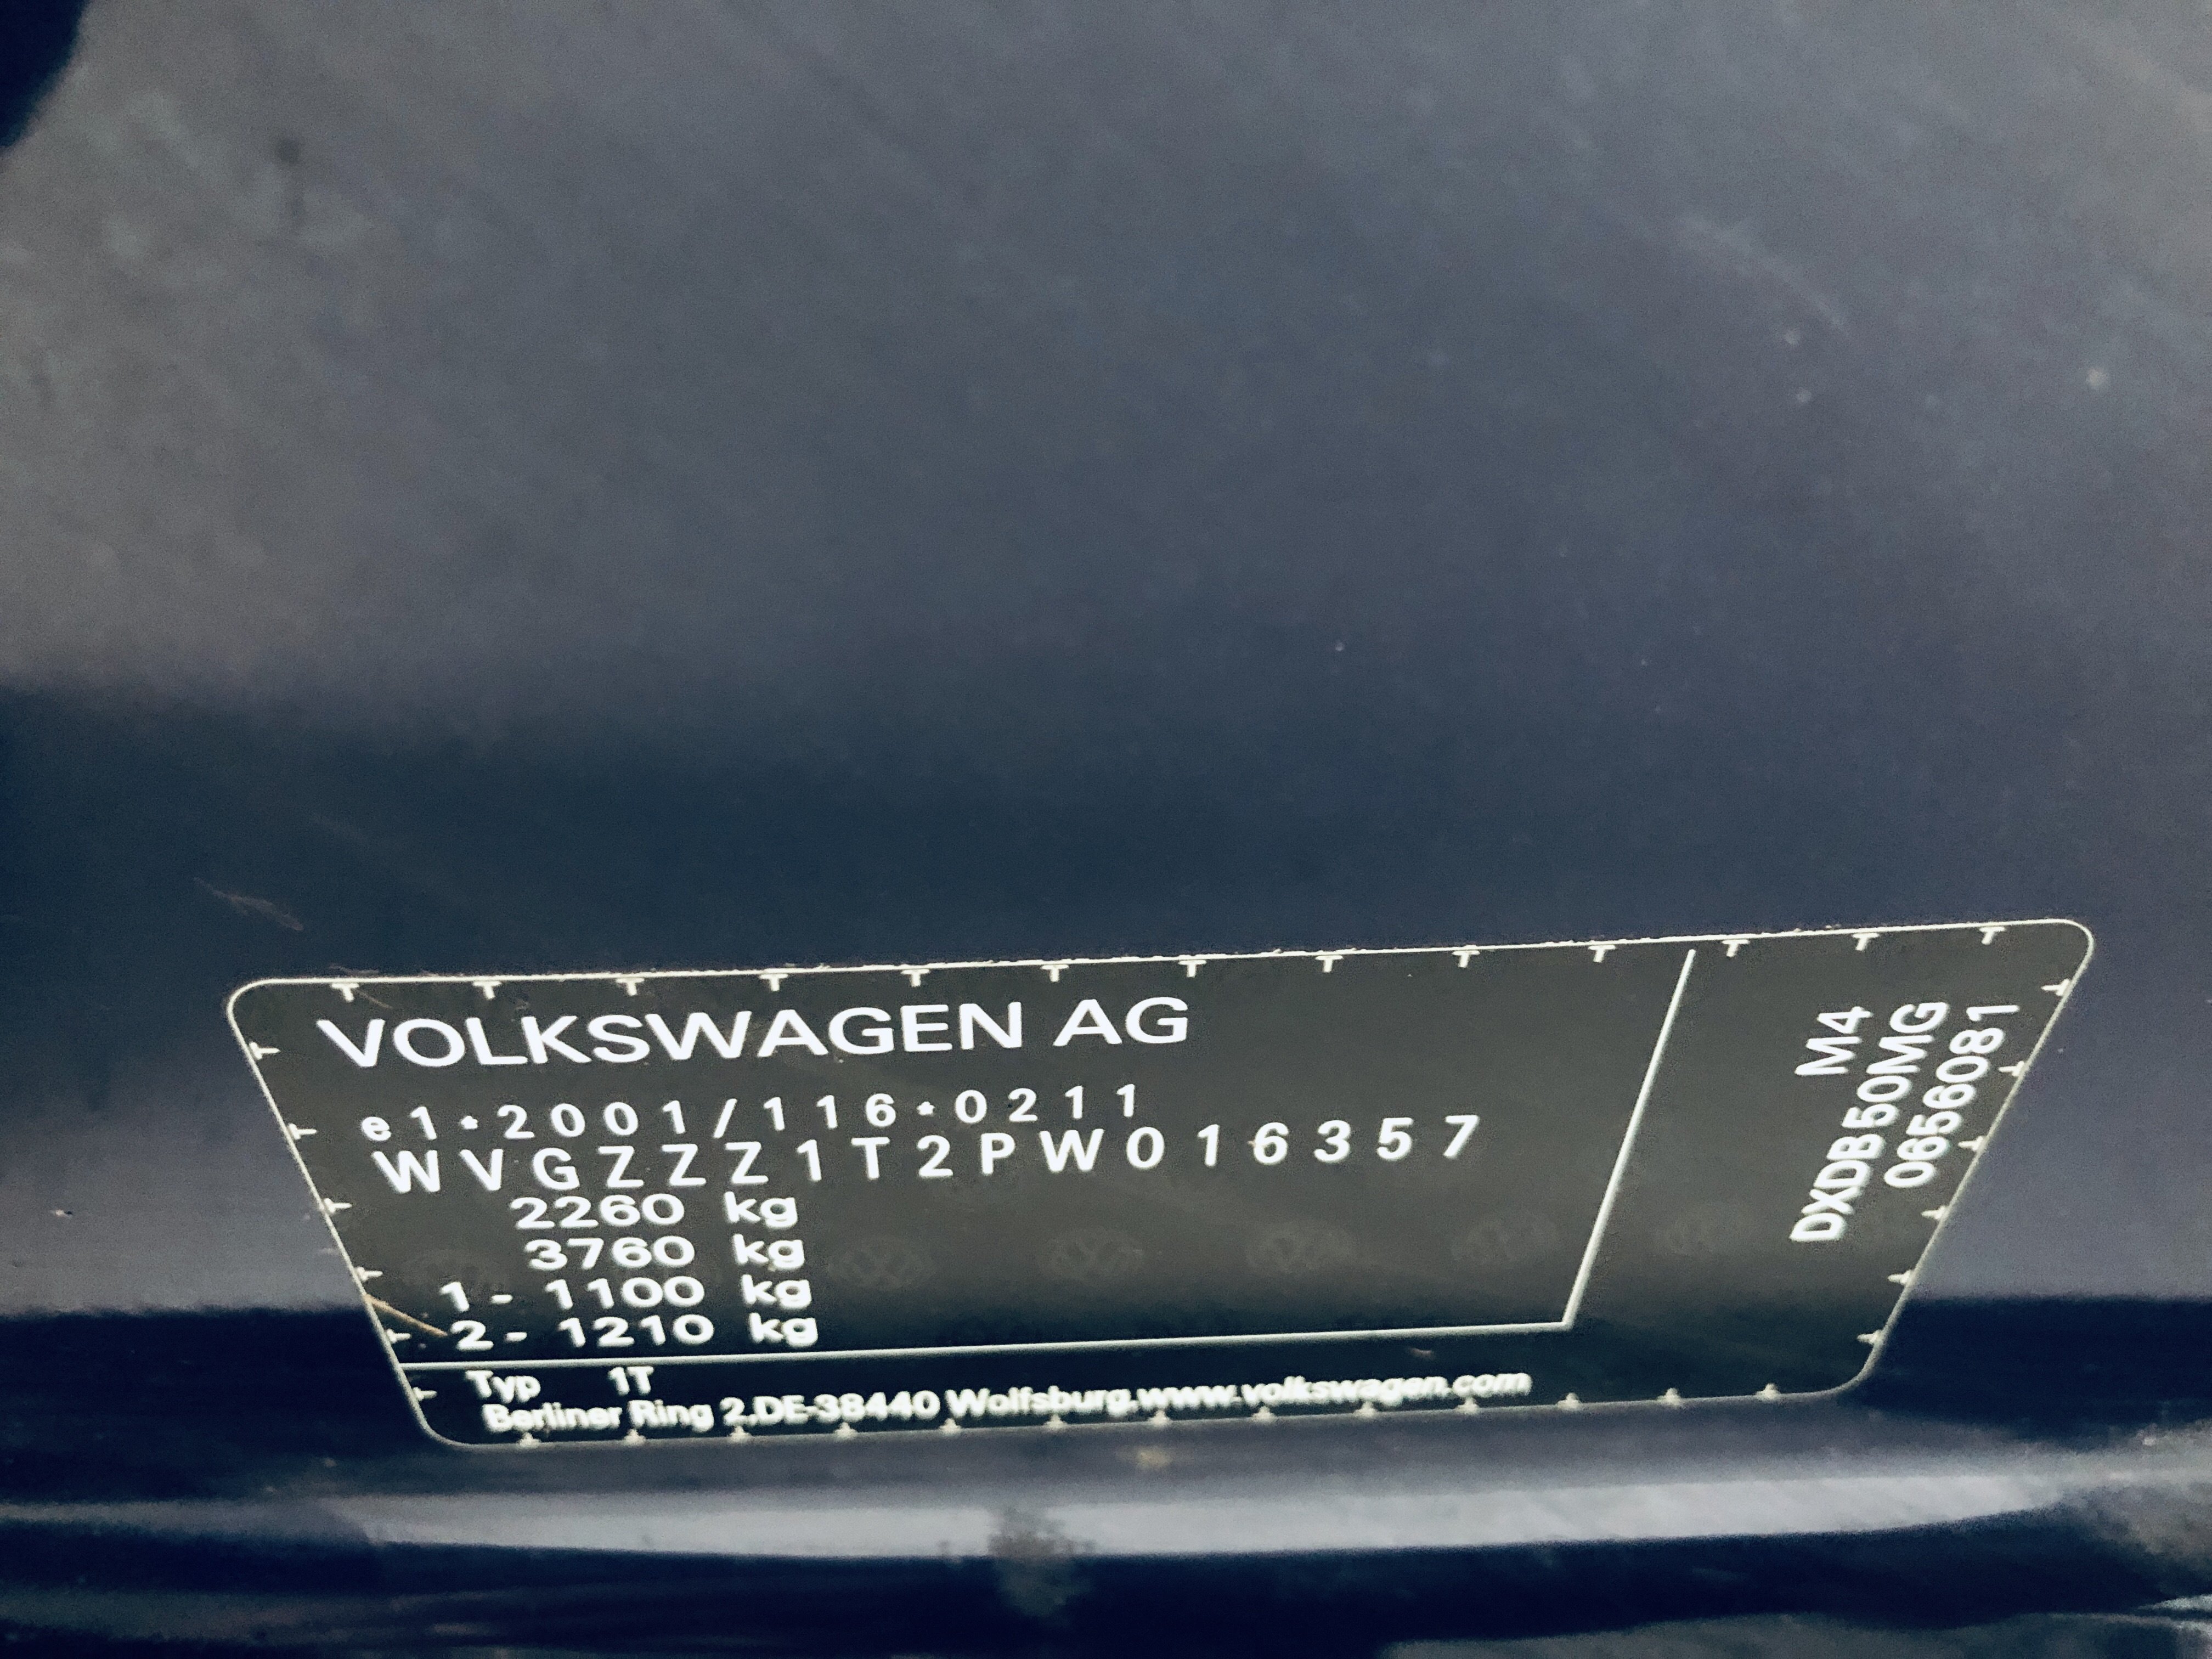 VOLKSWAGEN AG
e1*2001/116*0211
WVGZZZ1T2PW016357
2260 kg
3760 kg
1- 1100 kg
2- 1210 kg
Typ 1T
Berliner Ring 2,DE-38440 Wolfsburg,www.volkswagen.com
M4
DXDB50MG
0656081